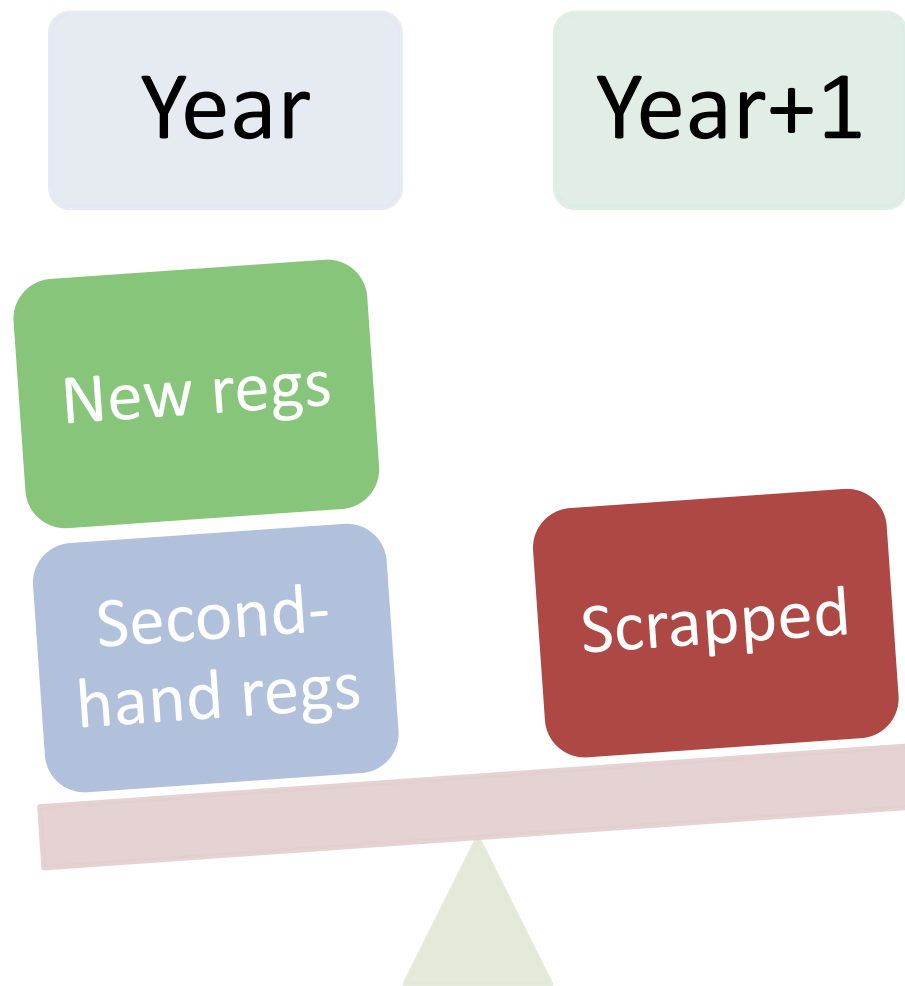 Year
Year+1
New regs
Second-
hand regs
Scrapped